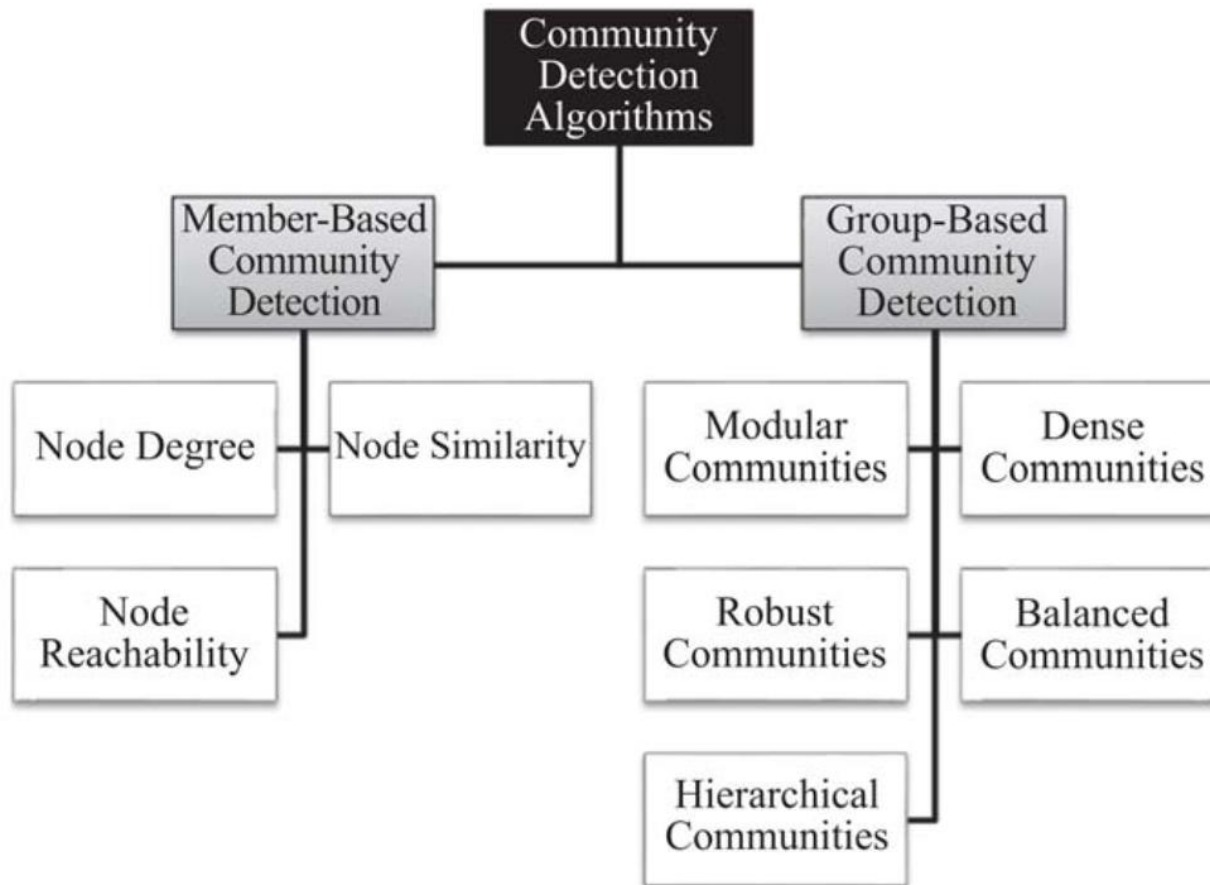 Community
Detection
Algorithms
Member-Based
Community
Detection
Group-Based
Community
Detection
Node Degree
Node Similarity
Node
Reachability
Modular
Communities
Dense
Communities
Robust
Communities
Balanced
Communities
Hierarchical
Communities